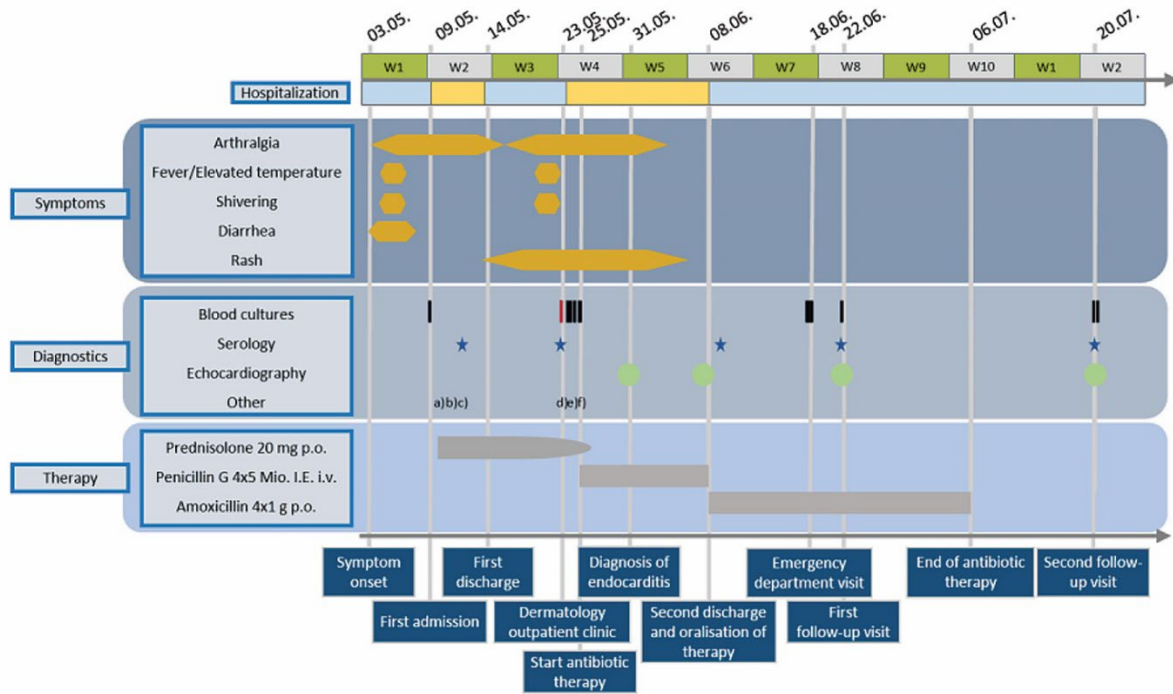 03.05. 09.05. 14.05. 23.05. 25.05. 31.05. 08.06. 18.06. 22.06. 06.07. 20.07.
W1 W2 W3 W4 W5 W6 W7 W8 W9 W10 W1 W2
Hospitalization
Symptoms
Arthralgia
Fever/Elevated temperature
Shivering
Diarrhea
Rash
Diagnostics
Blood cultures
Serology
Echocardiography
Other a)b)c) d)e)f)
Therapy
Prednisolone 20 mg p.o.
Penicillin G 4x5 Mio. I.E. i.v.
Amoxicillin 4x1 g p.o.
Symptom
onset
First admission
First
discharge
Dermatology
outpatient clinic
Start antibiotic
therapy
Diagnosis of
endocarditis
Second discharge
and oralisation of
therapy
Emergency
department visit
First
follow-up visit
End of antibiotic
therapy
Second follow-
up visit